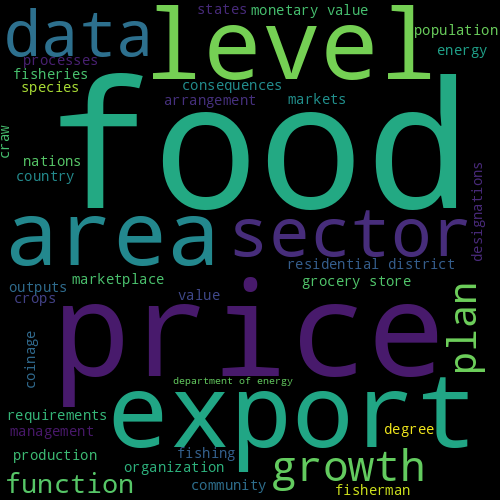 states monetary value
data level population
processes energy
fisheries
species consequences
arrangement markets
food
craw
nations
country
area sector designations
residential district
marketplace grocery store
outputs
crops value
price plan
coinage
department of energy
export
requirements
management degree
production fishing
organization growth
function community
fisherman